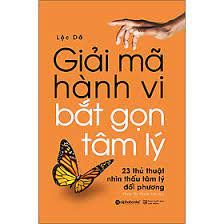 Lộc Dã
Giải mã
hành vi
bắt gọn
tâm lý
23 thủ thuật
nhìn thấu tâm lý
đối phương
alphabooks